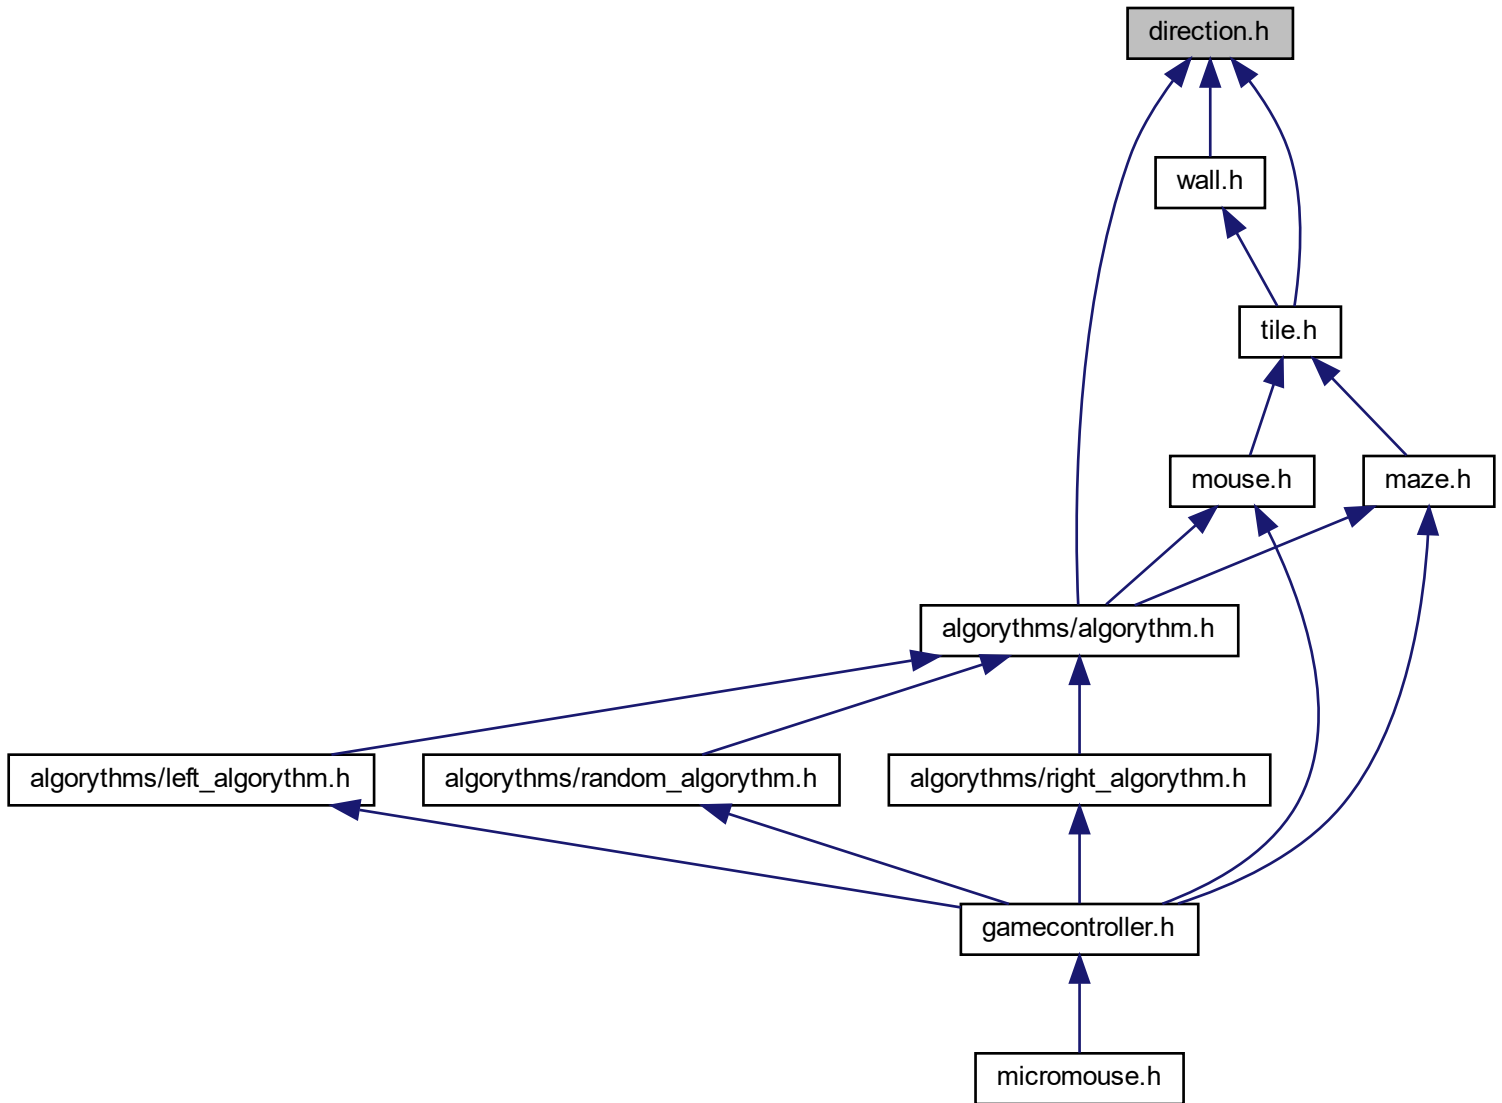 direction.h
wall.h
tile.h
mouse.h
maze.h
algorythms/algorythm.h
algorythms/left_algorythm.h
algorythms/random_algorythm.h
algorythms/right_algorythm.h
gamecontroller.h
micromouse.h